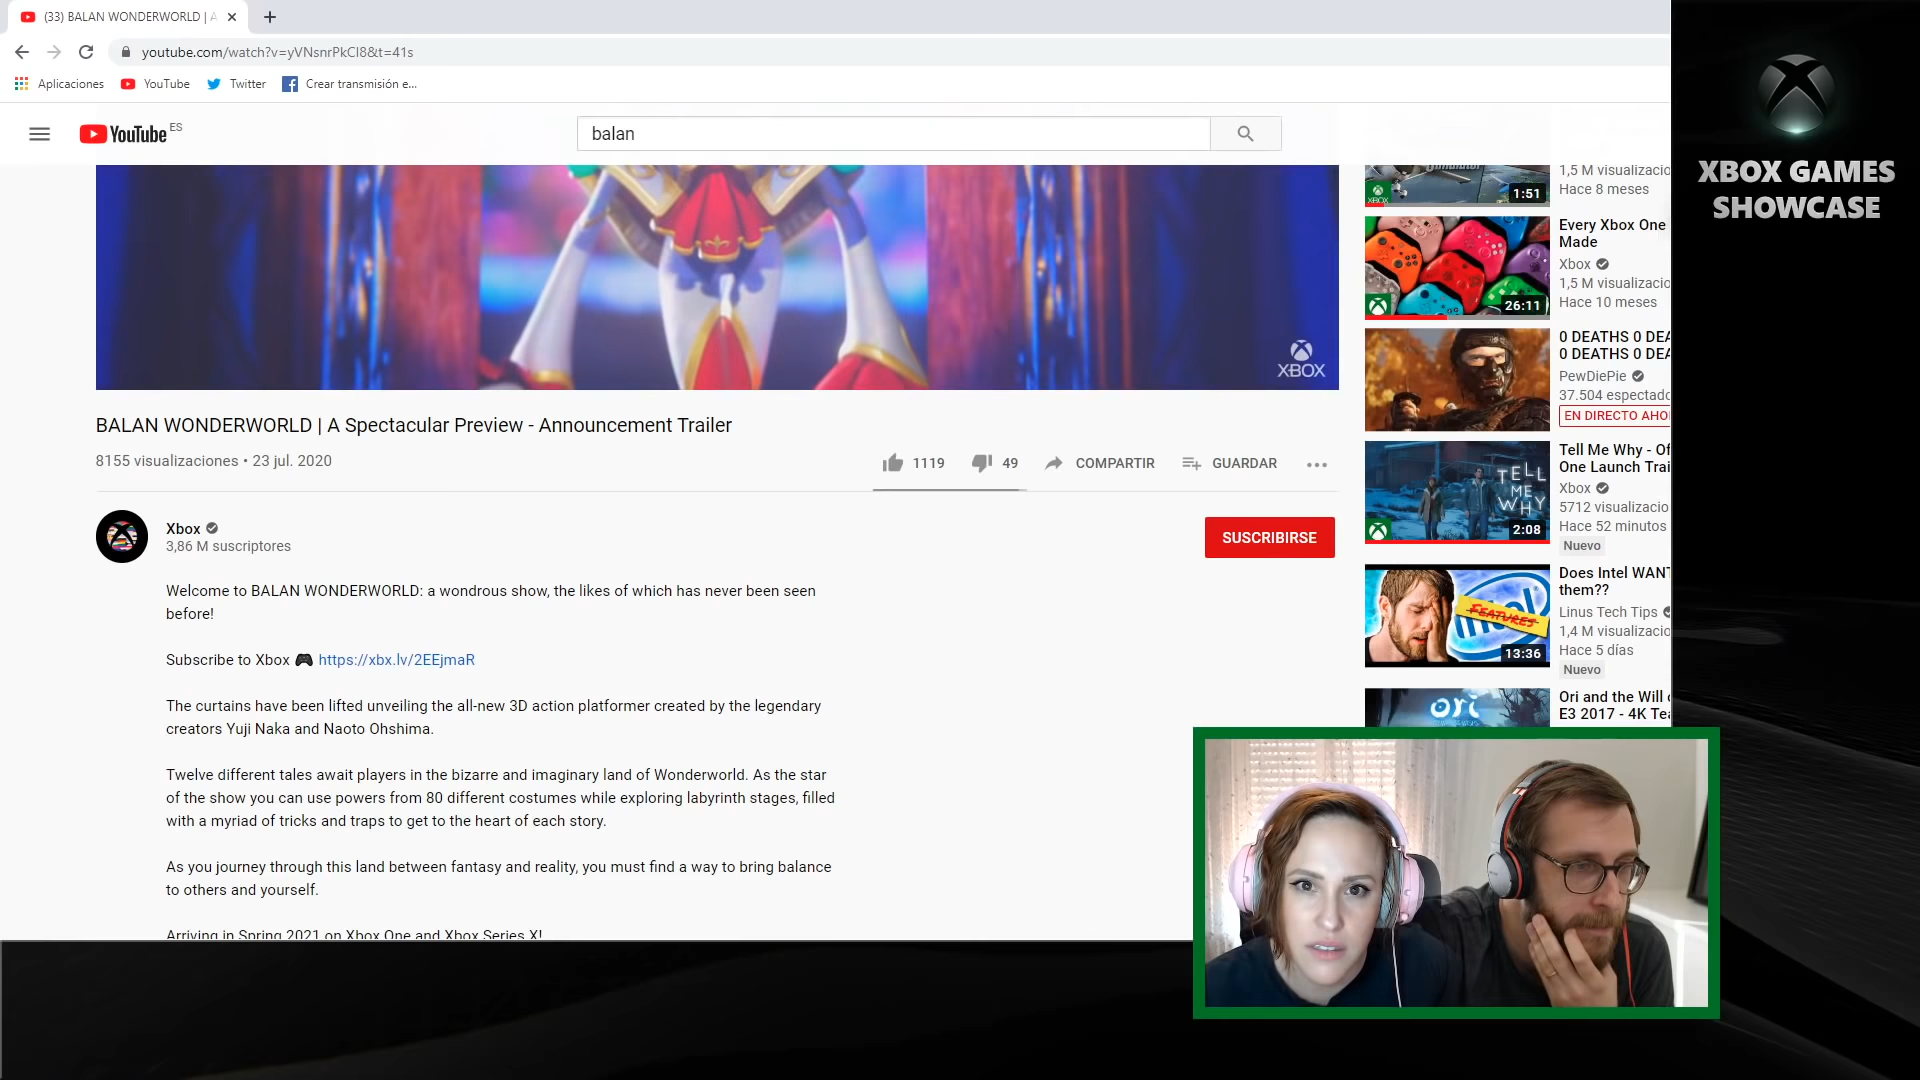 (33) BALAN WONDERWORLD | A
youtube.com/watch?v=yVNsnrPkCI8&t=41s
Aplicaciones YouTube Twitter Crear transmisión e...
YouTube ES
balan
XBOX
BALAN WONDERWORLD | A Spectacular Preview - Announcement Trailer
8155 visualizaciones • 23 jul. 2020
1119 49 COMPARTIR GUARDAR
Xbox
3,86 M suscriptores
SUSCRIBIRSE
Welcome to BALAN WONDERWORLD: a wondrous show, the likes of which has never been seen
before!
Subscribe to Xbox 🎮 https://xbx.lv/2EEjmaR
The curtains have been lifted unveiling the all-new 3D action platformer created by the legendary
creators Yuji Naka and Naoto Ohshima.
Twelve different tales await players in the bizarre and imaginary land of Wonderworld. As the star
of the show you can use powers from 80 different costumes while exploring labyrinth stages, filled
with a myriad of tricks and traps to get to the heart of each story.
As you journey through this land between fantasy and reality, you must find a way to bring balance
to others and yourself.
Arriving in Spring 2021 on Xbox One and Xbox Series X!
XBOX
1:51
1,5 M visualizacio
Hace 8 meses
26:11
Every Xbox One
Made
Xbox
1,5 M visualizacio
Hace 10 meses
0 DEATHS 0 DEA
0 DEATHS 0 DEA
PewDiePie
37.504 espectado
EN DIRECTO AHO
TELL
ME
WHY
2:08
Tell Me Why - Of
One Launch Trai
Xbox
5712 visualizacio
Hace 52 minutos
Nuevo
intel
FEATURES
13:36
Does Intel WANT
them??
Linus Tech Tips
1,4 M visualizacio
Hace 5 días
Nuevo
ori
Ori and the Will
E3 2017 - 4K Tea
XBOX GAMES
SHOWCASE